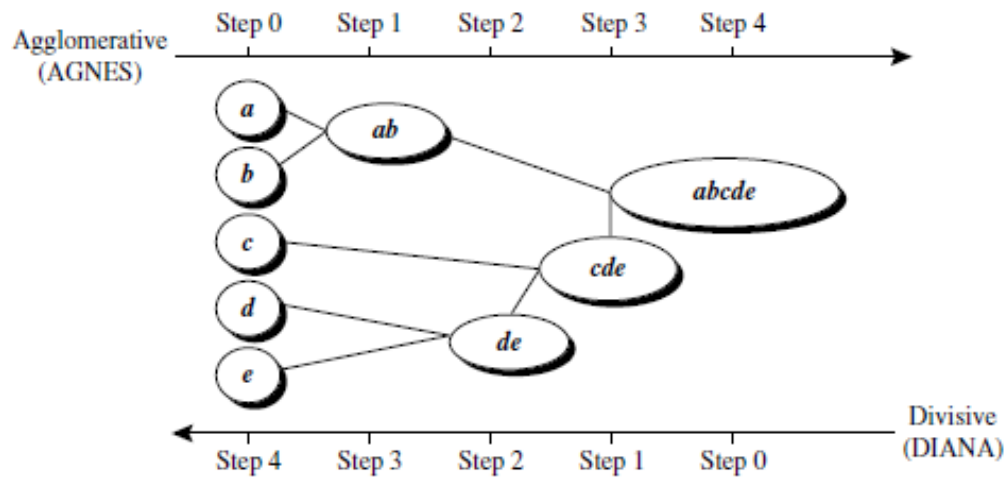 Step 0 Step 1 Step 2 Step 3 Step 4
Agglomerative
(AGNES)
a
ab
b
abcde
c
cde
d
de
e
Divisive
(DIANA)
Step 4 Step 3 Step 2 Step 1 Step 0